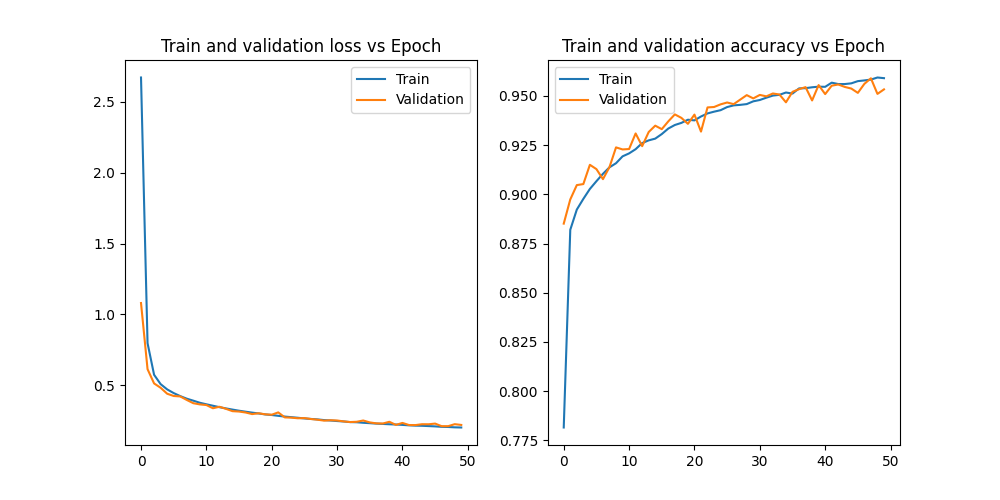 Train and validation loss vs Epoch
Train
Validation
2.5
2.0
1.5
1.0
0.5
0 10 20 30 40 50
Train and validation accuracy vs Epoch
Train
Validation
0.950
0.925
0.900
0.875
0.850
0.825
0.800
0.775
0 10 20 30 40 50